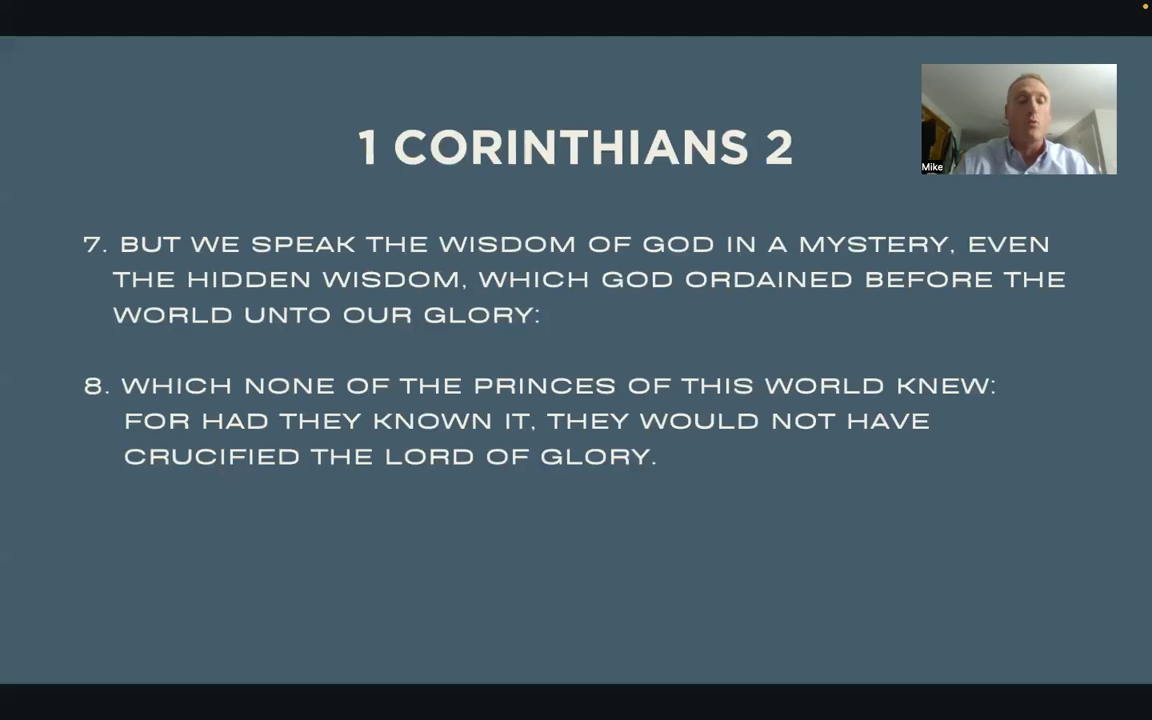 1 CORINTHIANS 2
Mike
7. BUT WE SPEAK THE WISDOM OF GOD IN A MYSTERY, EVEN
THE HIDDEN WISDOM, WHICH GOD ORDAINED BEFORE THE
WORLD UNTO OUR GLORY:
8. WHICH NONE OF THE PRINCES OF THIS WORLD KNEW:
FOR HAD THEY KNOWN IT, THEY WOULD NOT HAVE
CRUCIFIED THE LORD OF GLORY.